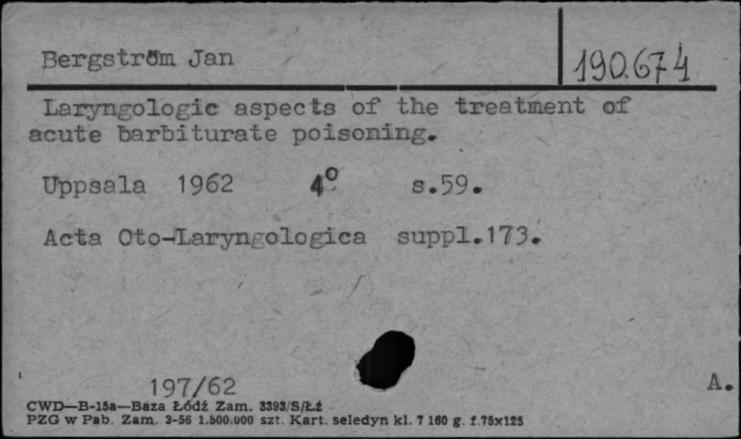 Bergström Jan
190.674
Laryngologic aspects of the treatment of
acute barbiturate poisoning.
Uppsala 1962 4° s.59.
Acta Oto-Laryngologica suppl.173.
197/62
A.
CWD—B-15a—Baza Łódź Zam. 3393/S/Łź
PZG w Pab. Zam. 3-56 1.500.000 szt. Kart. seledyn kl. 7 160 g. f.75x125